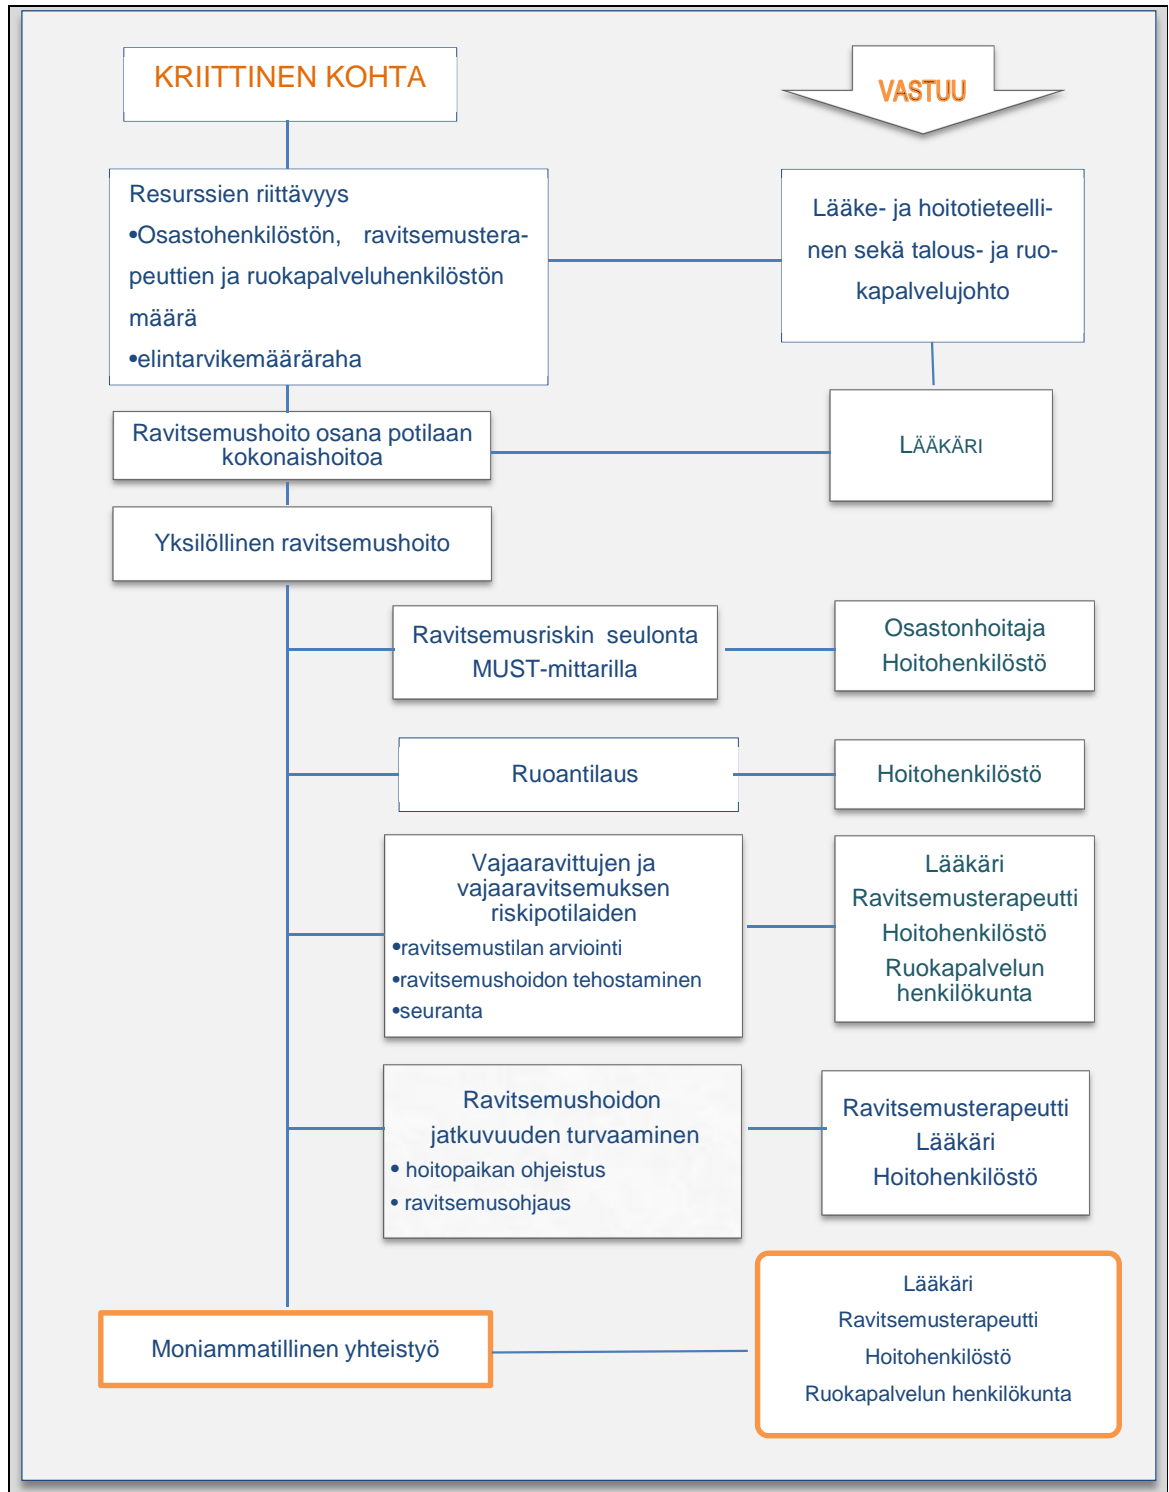 KRIITTINEN KOHTA
VASTUU
Resurssien riittävyys
•Osastohenkilöstön, ravitsemustera-
peuttien ja ruokapalveluhenkilöstön
määrä
•elintarvikemääräraha
Lääke- ja hoitotieteelli-
nen sekä talous- ja ruo-
kapalvelujohto
Ravitsemushoito osana potilaan
kokonaishoitoa
LÄÄKÄRI
Yksilöllinen ravitsemushoito
Ravitsemusriskin seulonta
MUST-mittarilla
Osastonhoitaja
Hoitohenkilöstö
Ruoantilaus
Hoitohenkilöstö
Vajaaravittujen ja
vajaaravitsemuksen
riskipotilaiden
•ravitsemustilan arviointi
•ravitsemushoidon tehostaminen
•seuranta
Lääkäri
Ravitsemusterapeutti
Hoitohenkilöstö
Ruokapalvelun
henkilökunta
Ravitsemushoidon
jatkuvuuden turvaaminen
• hoitopaikan ohjeistus
• ravitsemusohjaus
Ravitsemusterapeutti
Lääkäri
Hoitohenkilöstö
Moniammatillinen yhteistyö
Lääkäri
Ravitsemusterapeutti
Hoitohenkilöstö
Ruokapalvelun henkilökunta